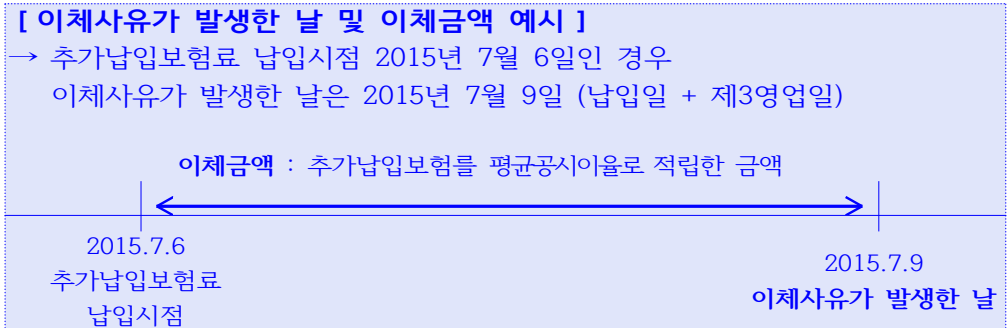 [ 이체사유가 발생한 날 및 이체금액 예시 ]
→ 추가납입보험료 납입시점 2015년 7월 6일인 경우
이체사유가 발생한 날은 2015년 7월 9일 (납입일 + 제3영업일)
이체금액 : 추가납입보험를 평균공시이율로 적립한 금액
2015.7.6
추가납입보험료
납입시점
2015.7.9
이체사유가 발생한 날